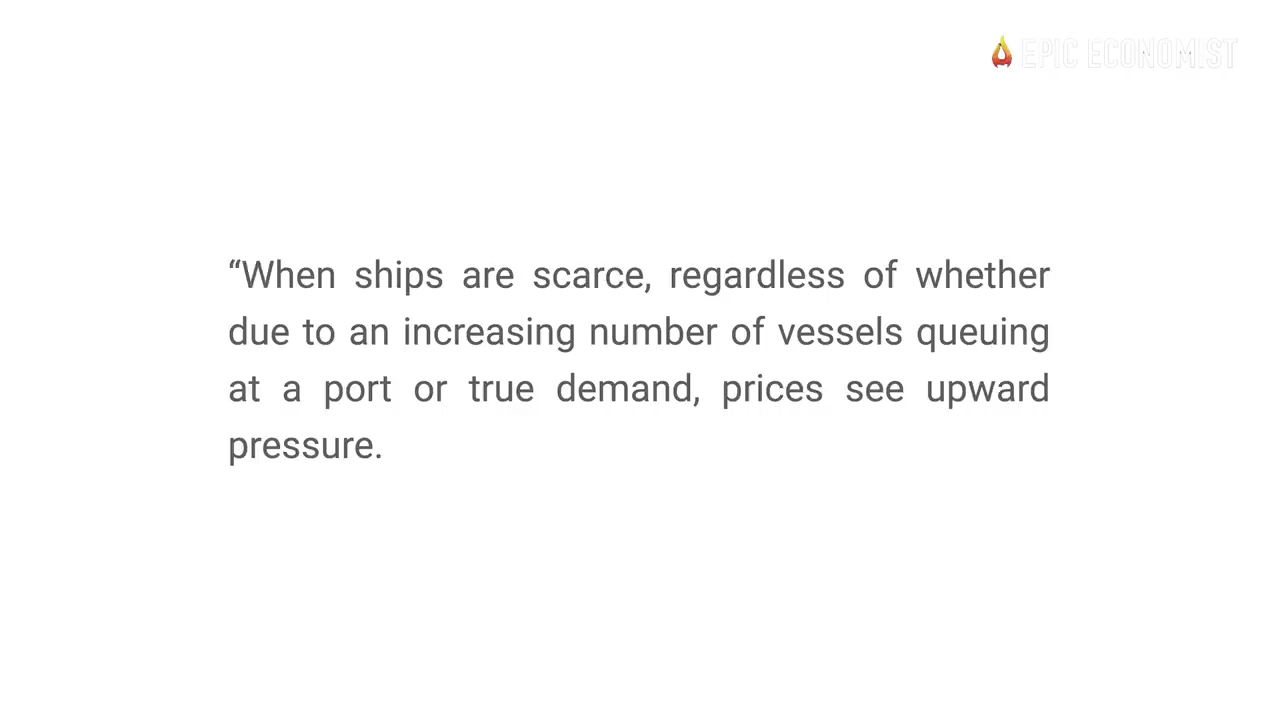 EPIC ECONOMIST
“When ships are scarce, regardless of whether
due to an increasing number of vessels queuing
at a port or true demand, prices see upward
pressure.